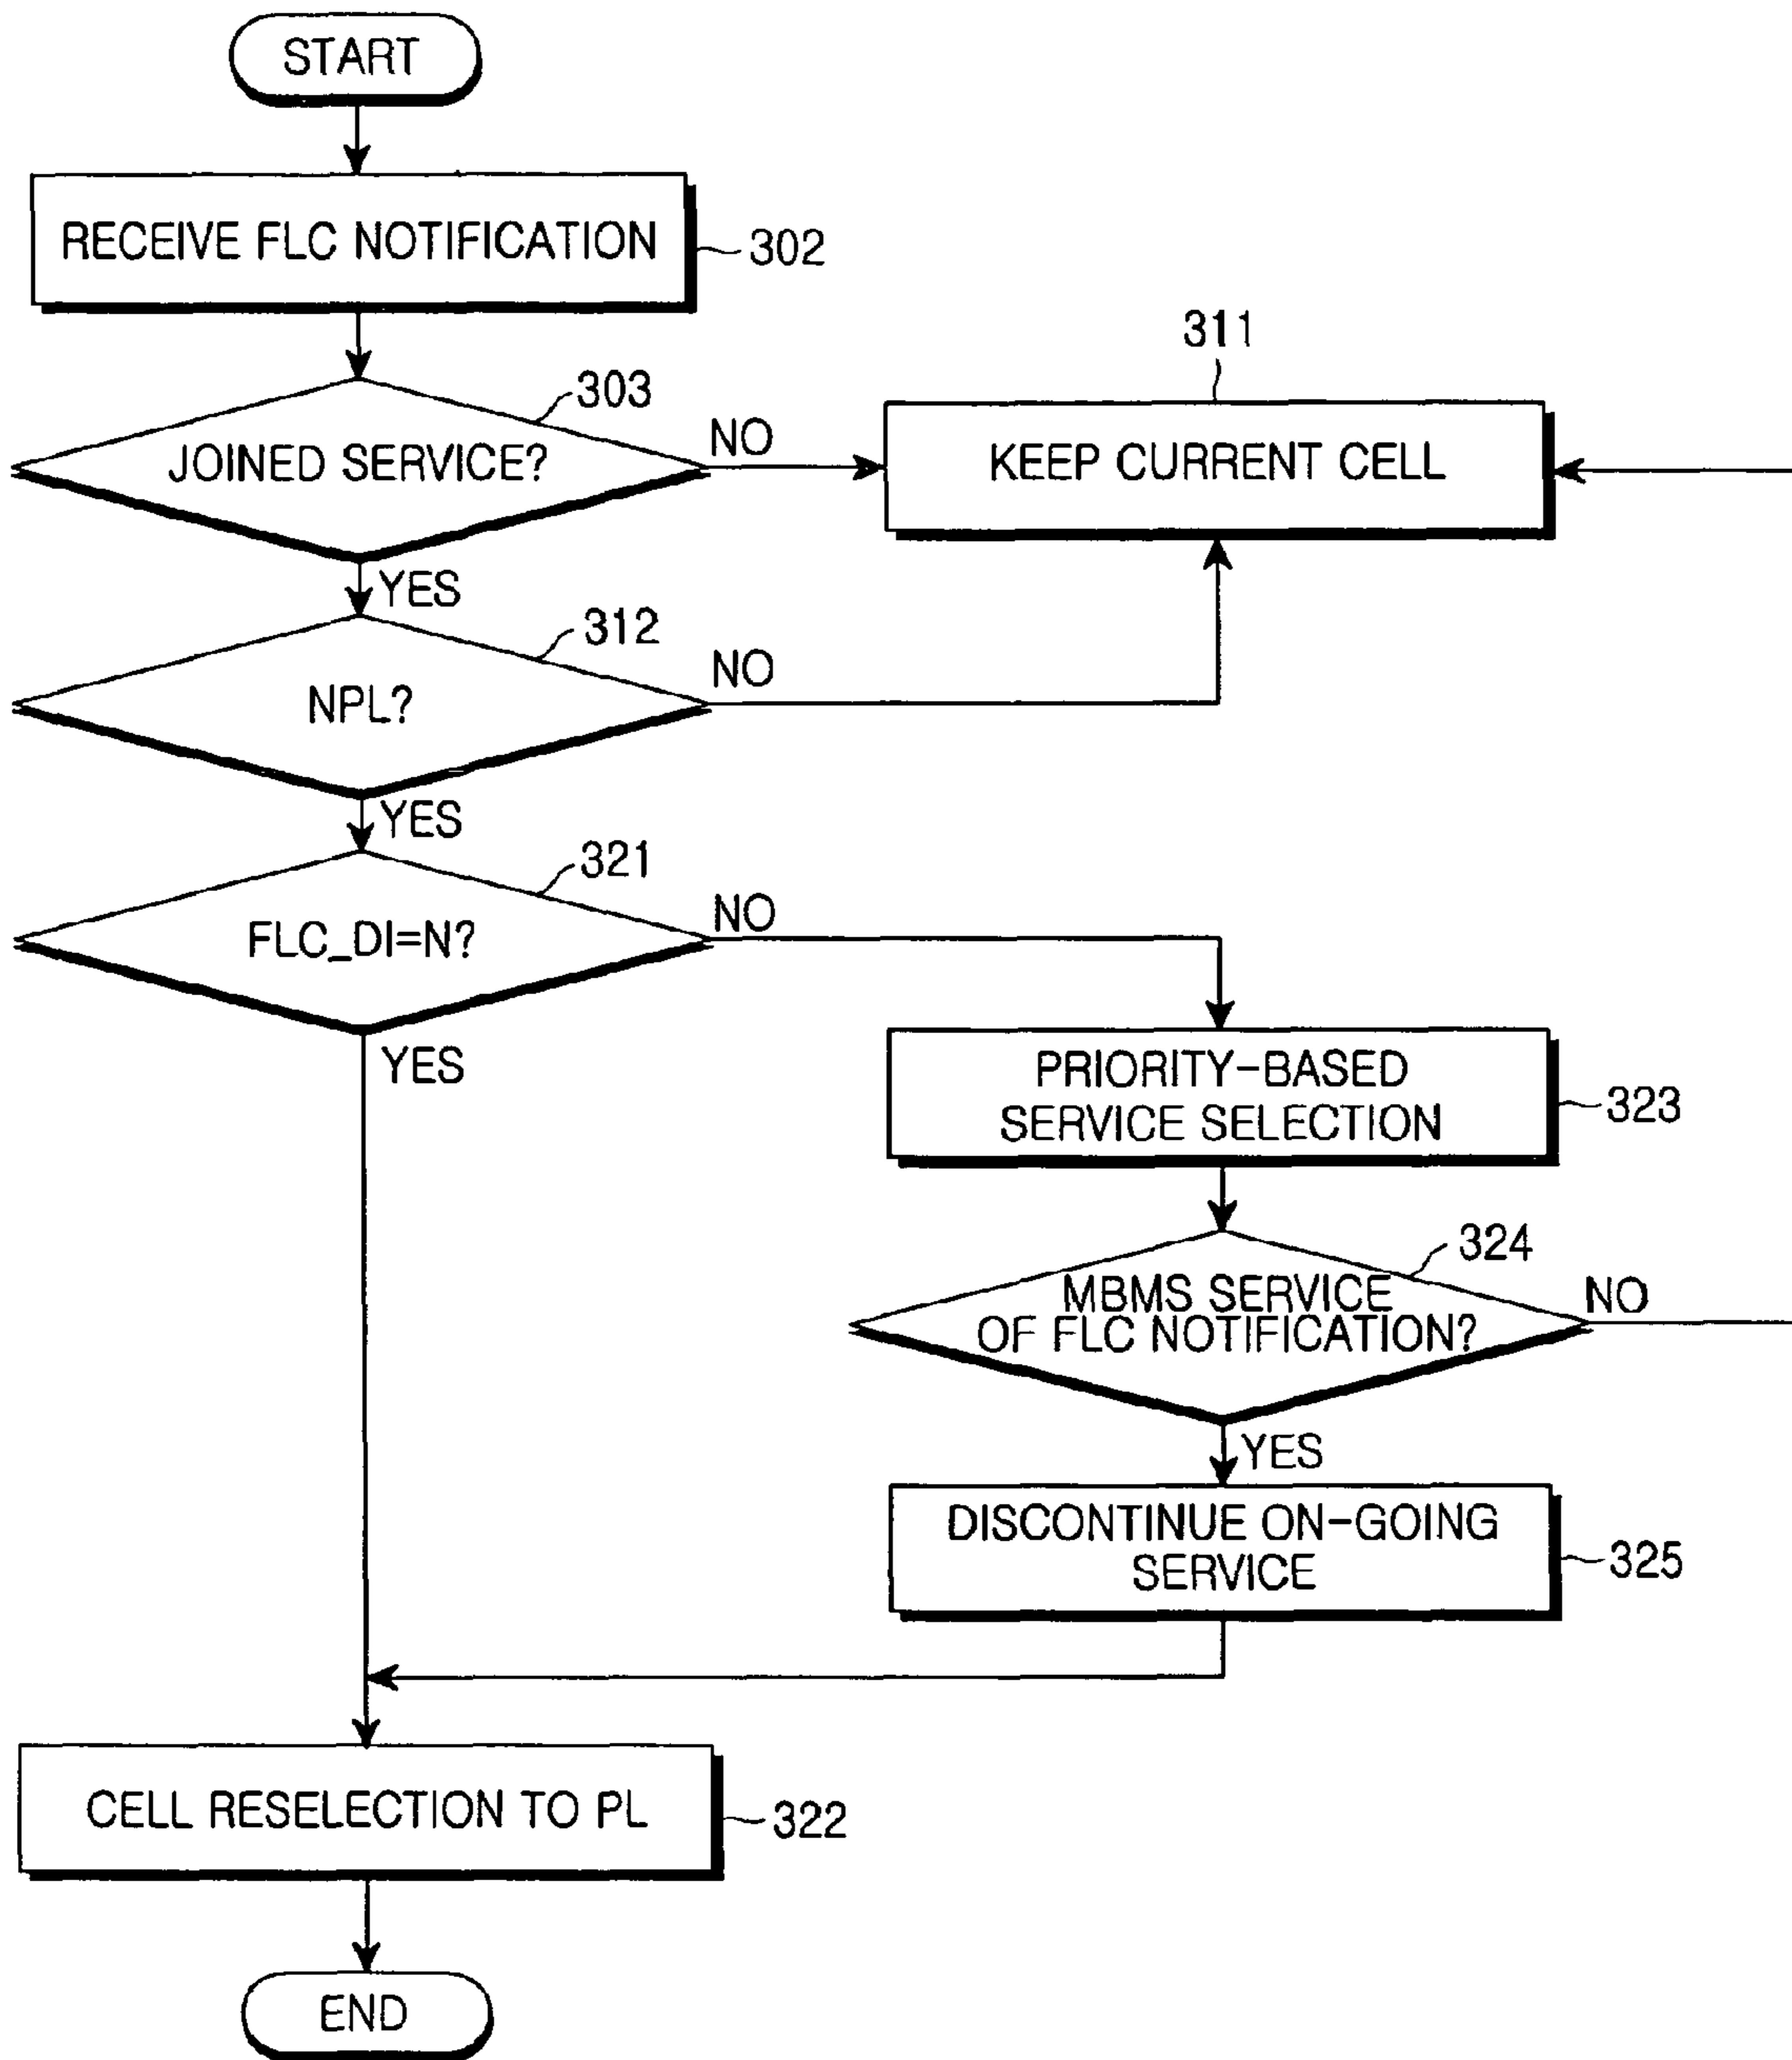 START
RECEIVE FLC NOTIFICATION
302
303
JOINED SERVICE?
NO
311
KEEP CURRENT CELL
YES
312
NPL?
NO
YES
321
FLC_DI=N?
NO
YES
PRIORITY-BASED
SERVICE SELECTION
323
324
MBMS SERVICE
OF FLC NOTIFICATION?
NO
YES
DISCONTINUE ON-GOING
SERVICE
325
CELL RESELECTION TO PL
322
END